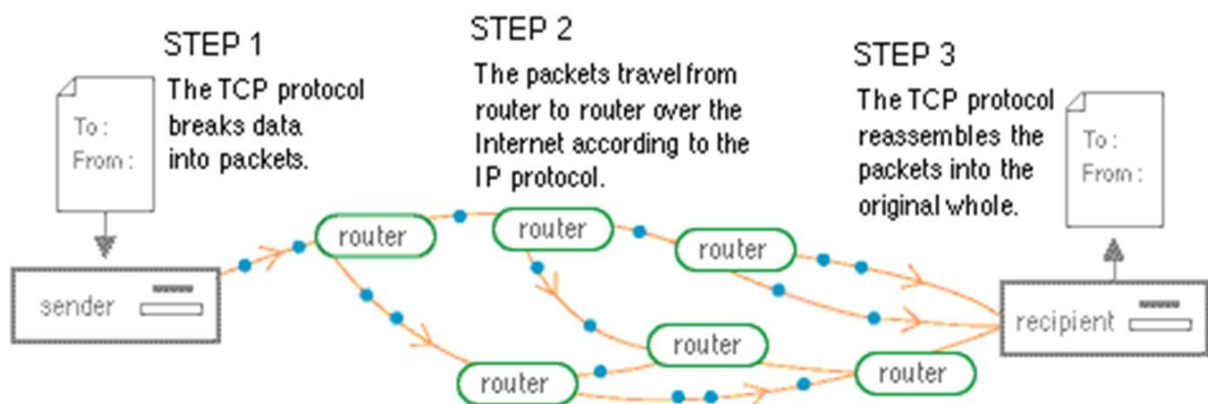 STEP 1
The TCP protocol
breaks data
into packets.
To :
From :
STEP 2
The packets travel from
router to router over the
Internet according to the
IP protocol.
STEP 3
The TCP protocol
reassembles the
packets into the
original whole.
To :
From :
sender
router
router
router
router
router
router
recipient